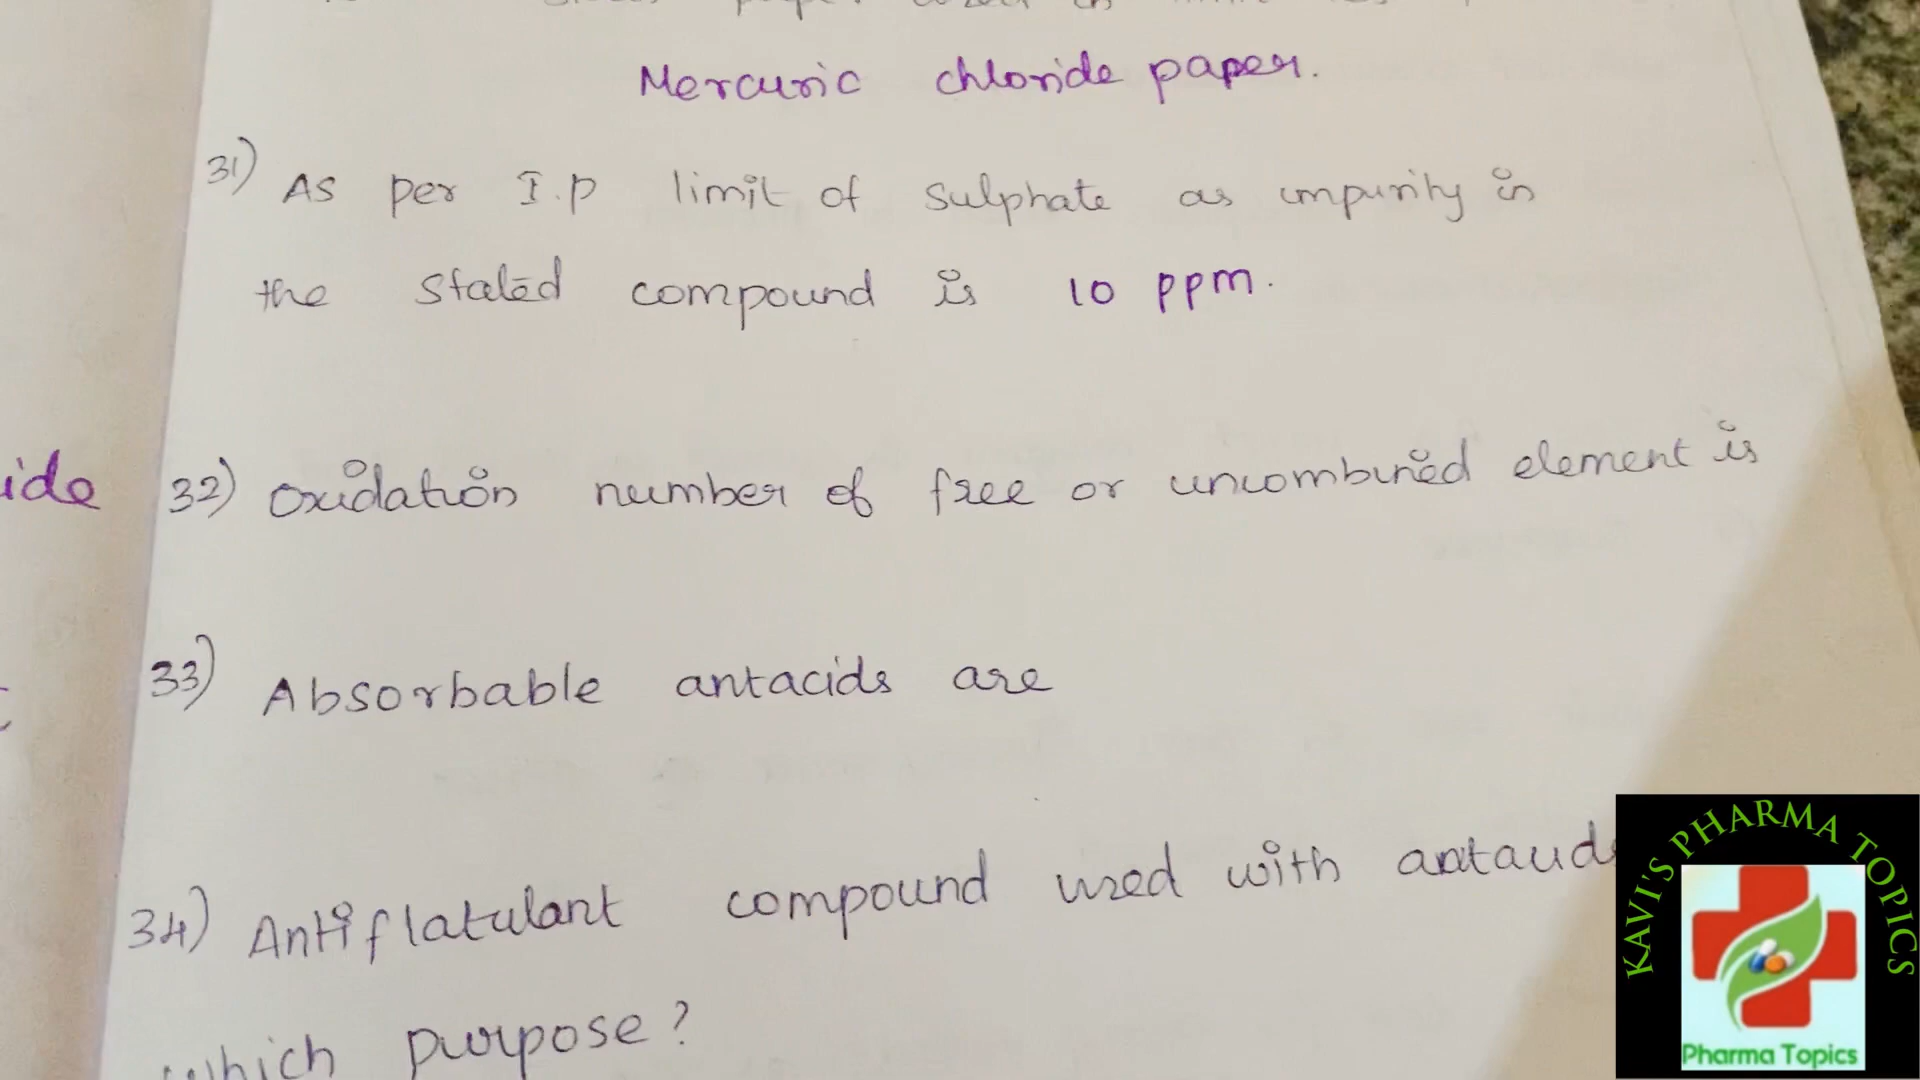 Mercuric chloride paper.
31) As per I.P limit of sulphate as impurity in
the stated compound is 10 ppm.
ide
32) Oxidation number of free or uncombined element is
33) Absorbable antacids are
34) Antiflatulant compound used with antacids
which purpose?
KAVI'S PHARMA TOPICS
Pharma Topics